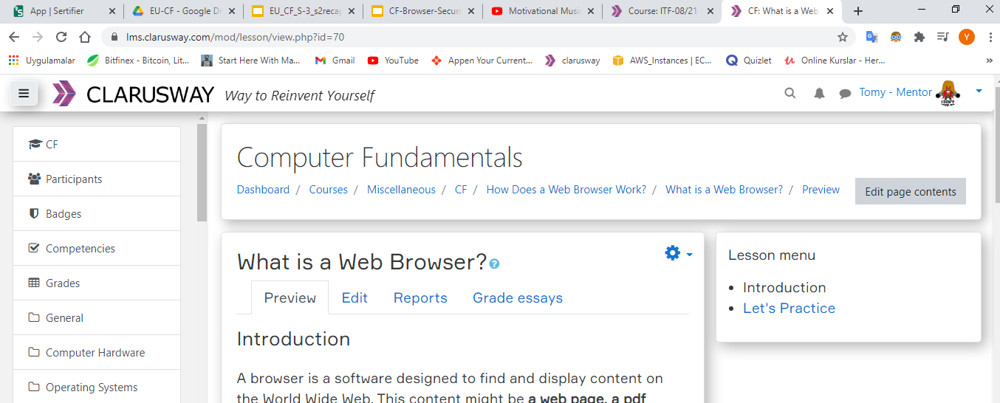 App | Sertifier
EU-CF - Google Dr
EU_CF_S-3_s2recap
CF-Browser-Secur
Motivational Musi
Course: ITF-08/21
CF: What is a Web
lms.clarusway.com/mod/lesson/view.php?id=70
Y
Uygulamalar
Bitfinex - Bitcoin, Lit...
Start Here With Ma...
Gmail
YouTube
Appen Your Current...
clarusway
AWS_Instances | EC...
Quizlet
Online Kurslar - Her...
»
CLARUSWAY Way to Reinvent Yourself
Tomy - Mentor
I DON'T
CF
Participants
Badges
Competencies
Grades
General
Computer Hardware
Operating Systems
Computer Fundamentals
Dashboard / Courses / Miscellaneous / CF / How Does a Web Browser Work? / What is a Web Browser? / Preview
Edit page contents
What is a Web Browser?
Preview Edit Reports Grade essays
Introduction
A browser is a software designed to find and display content on
the World Wide Web. This content might be a web page, a pdf
Lesson menu
• Introduction
• Let's Practice